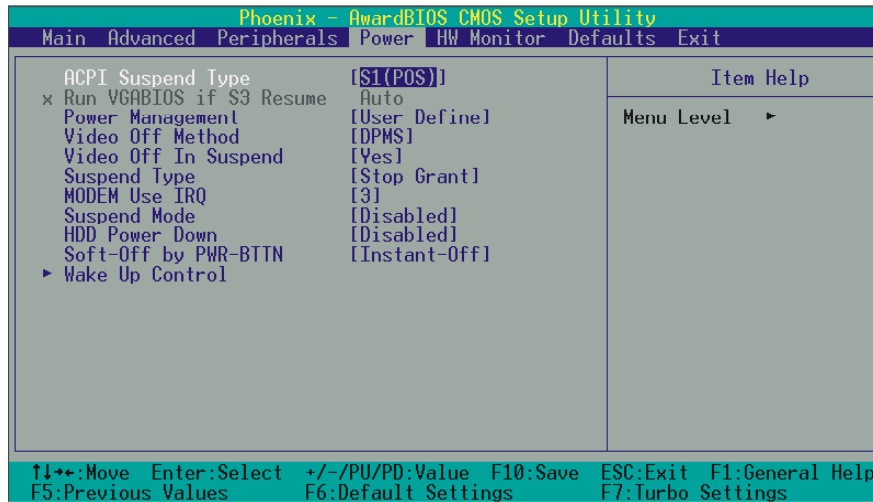 Phoenix - AwardBIOS CMOS Setup Utility
Main Advanced Peripherals Power HW Monitor Defaults Exit
ACPI Suspend Type [S1(POS)]
x Run VGABIOS if S3 Resume Auto
Power Management [User Define]
Video Off Method [DPMS]
Video Off In Suspend [Yes]
Suspend Type [Stop Grant]
MODEM Use IRQ [3]
Suspend Mode [Disabled]
HDD Power Down [Disabled]
Soft-Off by PWR-BTTN [Instant-Off]
► Wake Up Control
Item Help
Menu Level ►
↑↓→←:Move Enter:Select +/-/PU/PD:Value F10:Save ESC:Exit F1:General Help
F5:Previous Values F6:Default Settings F7:Turbo Settings